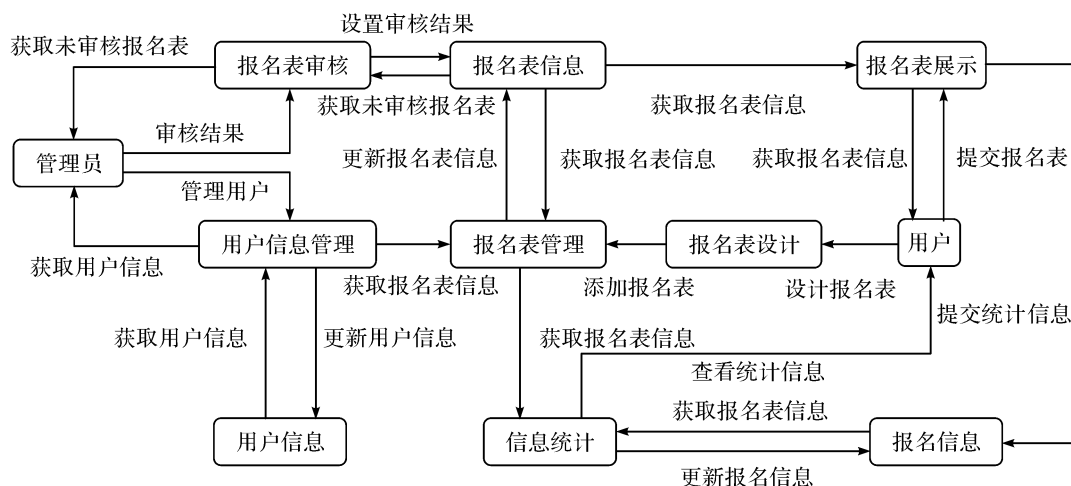 设置审核结果
获取未审核报名表
报名表审核
报名表信息
报名表展示
获取未审核报名表
获取报名表信息
审核结果
管理员
更新报名表信息
获取报名表信息
获取报名表信息
提交报名表
管理用户
用户信息管理
报名表管理
报名表设计
用户
获取用户信息
获取报名表信息
添加报名表
设计报名表
提交统计信息
获取用户信息
更新用户信息
获取报名表信息
查看统计信息
获取报名表信息
用户信息
信息统计
报名信息
更新报名信息